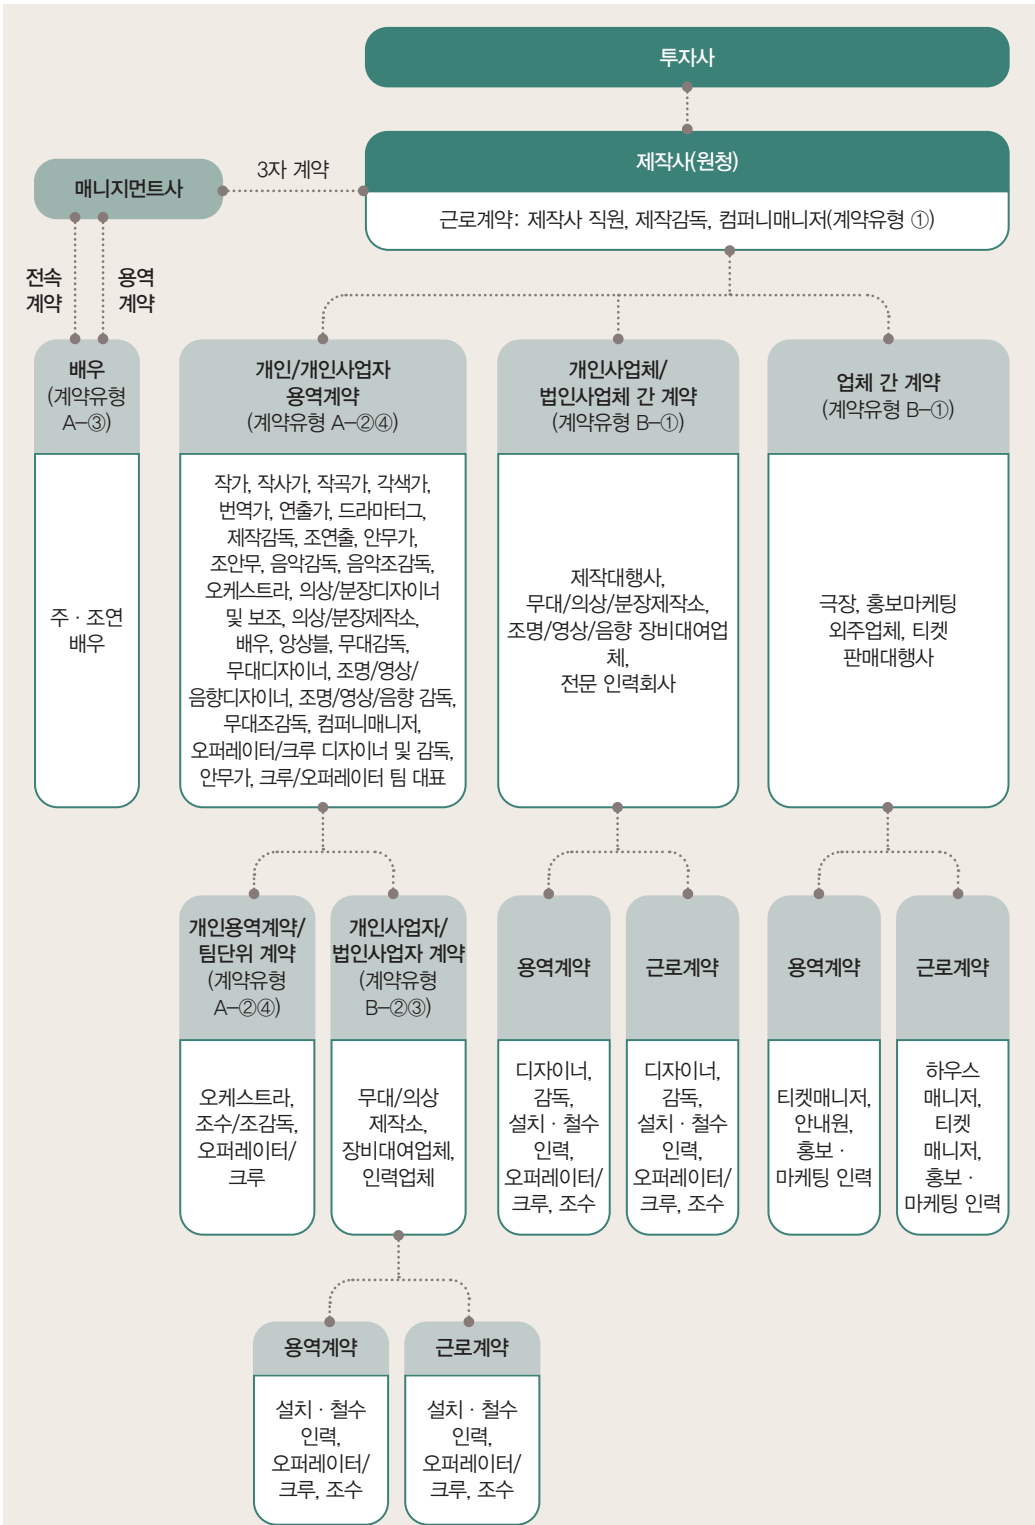 투자사
제작사(원청)
근로계약: 제작사 직원, 제작감독, 컴퍼니매니저(계약유형 ①)
3자 계약
매니지먼트사
전속
계약
용역
계약
배우
(계약유형
A–③)
주 · 조연
배우
개인/개인사업자
용역계약
(계약유형 A–②④)
작가, 작사가, 작곡가, 각색가,
번역가, 연출가, 드라마터그,
제작감독, 조연출, 안무가,
조안무, 음악감독, 음악조감독,
오케스트라, 의상/분장디자이너
및 보조, 의상/분장제작소,
배우, 앙상블, 무대감독,
무대디자이너, 조명/영상/
음향디자이너, 조명/영상/음향 감독,
무대조감독, 컴퍼니매니저,
오퍼레이터/크루 디자이너 및 감독,
안무가, 크루/오퍼레이터 팀 대표
개인사업체/
법인사업체 간 계약
(계약유형 B–①)
제작대행사,
무대/의상/분장제작소,
조명/영상/음향 장비대여업
체,
전문 인력회사
업체 간 계약
(계약유형 B–①)
극장, 홍보마케팅
외주업체, 티켓
판매대행사
개인용역계약/
팀단위 계약
(계약유형
A–②④)
오케스트라,
조수/조감독,
오퍼레이터/
크루
개인사업자/
법인사업자 계약
(계약유형
B–②③)
무대/의상
제작소,
장비대여업체,
인력업체
용역계약
디자이너,
감독,
설치 · 철수
인력,
오퍼레이터/
크루, 조수
근로계약
디자이너,
감독,
설치 · 철수
인력,
오퍼레이터/
크루, 조수
용역계약
티켓매니저,
안내원,
홍보 ·
마케팅 인력
근로계약
하우스
매니저,
티켓
매니저,
홍보 ·
마케팅 인력
용역계약
설치 · 철수
인력,
오퍼레이터/
크루, 조수
근로계약
설치 · 철수
인력,
오퍼레이터/
크루, 조수